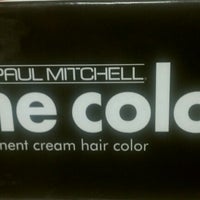 PAUL MITCHELL
he colo
nent cream hair color